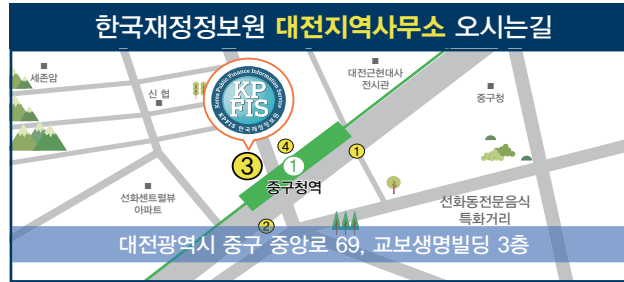 한국재정정보원 대전지역사무소 오시는길
세존암
신 협
Korea Public Finance Information Service
KP
FIS
KPFIS 한국재정정보원
대전근현대사
전시관
중구청
3
4
1
1
중구청역
2
선화센트럴뷰
아파트
선화동전문음식
특화거리
대전광역시 중구 중앙로 69, 교보생명빌딩 3층